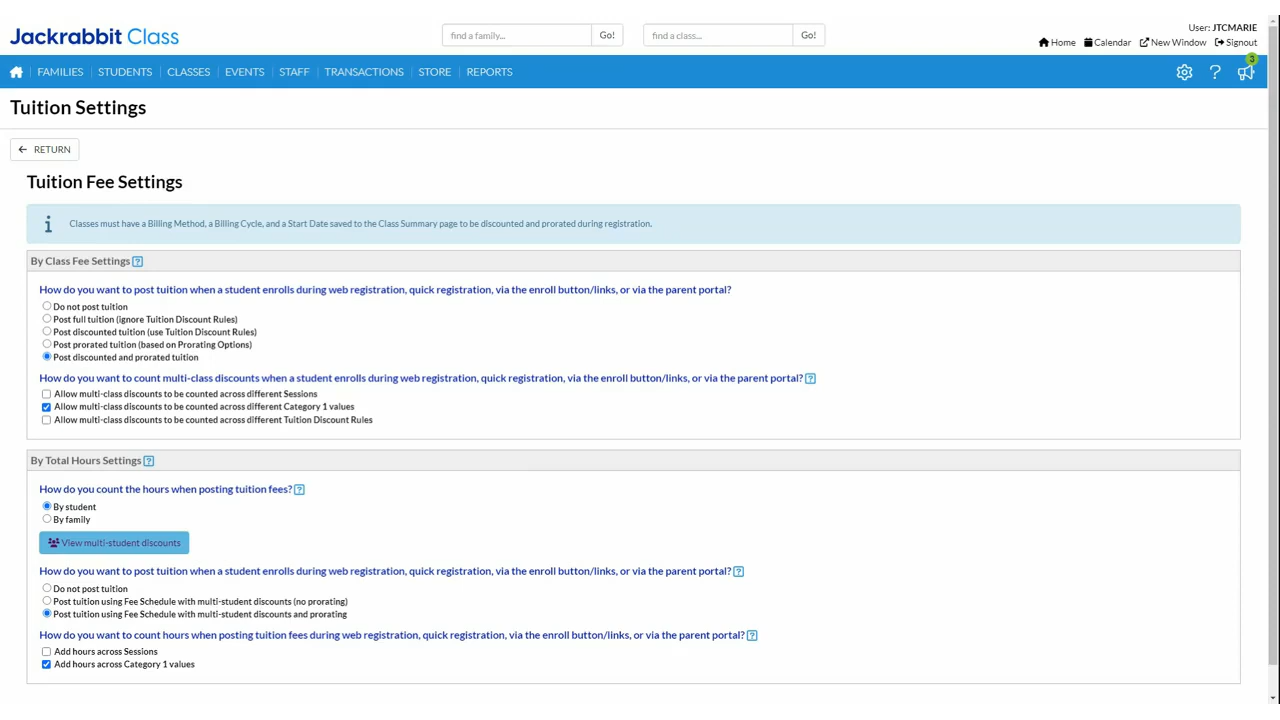 User: JTCMARIE
Jackrabbit Class
find a family...
Go!
find a class...
Go!
Home
Calendar
New Window
Signout
FAMILIES
STUDENTS
CLASSES
EVENTS
STAFF
TRANSACTIONS
STORE
REPORTS
?
3
Tuition Settings
RETURN
Tuition Fee Settings
i Classes must have a Billing Method, a Billing Cycle, and a Start Date saved to the Class Summary page to be discounted and prorated during registration.
By Class Fee Settings ?
How do you want to post tuition when a student enrolls during web registration, quick registration, via the enroll button/links, or via the parent portal?
Do not post tuition
Post full tuition (ignore Tuition Discount Rules)
Post discounted tuition (use Tuition Discount Rules)
Post prorated tuition (based on Prorating Options)
Post discounted and prorated tuition
How do you want to count multi-class discounts when a student enrolls during web registration, quick registration, via the enroll button/links, or via the parent portal? ?
Allow multi-class discounts to be counted across different Sessions
Allow multi-class discounts to be counted across different Category 1 values
Allow multi-class discounts to be counted across different Tuition Discount Rules
By Total Hours Settings ?
How do you count the hours when posting tuition fees? ?
By student
By family
View multi-student discounts
How do you want to post tuition when a student enrolls during web registration, quick registration, via the enroll button/links, or via the parent portal? ?
Do not post tuition
Post tuition using Fee Schedule with multi-student discounts (no prorating)
Post tuition using Fee Schedule with multi-student discounts and prorating
How do you want to count hours when posting tuition fees during web registration, quick registration, via the enroll button/links, or via the parent portal? ?
Add hours across Sessions
Add hours across Category 1 values